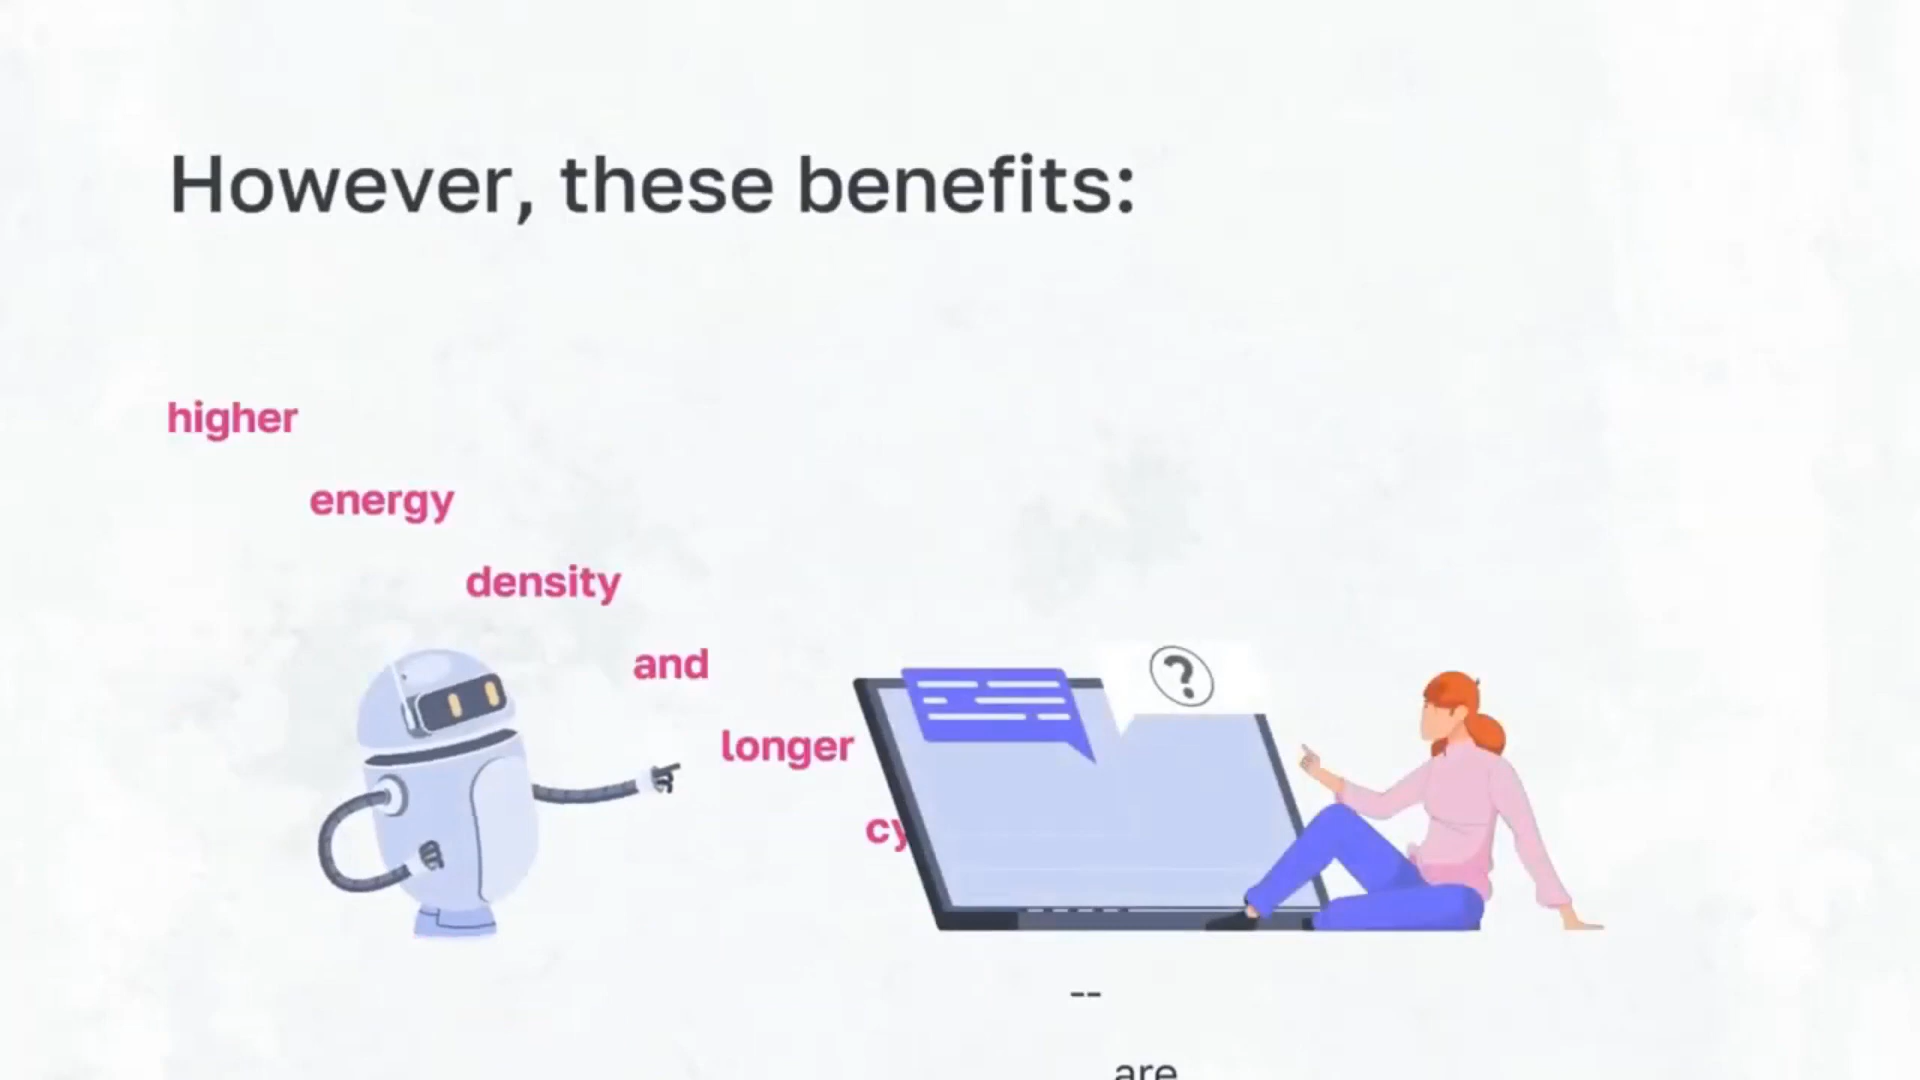 However, these benefits:
higher
energy
density
and
longer
?
--
are